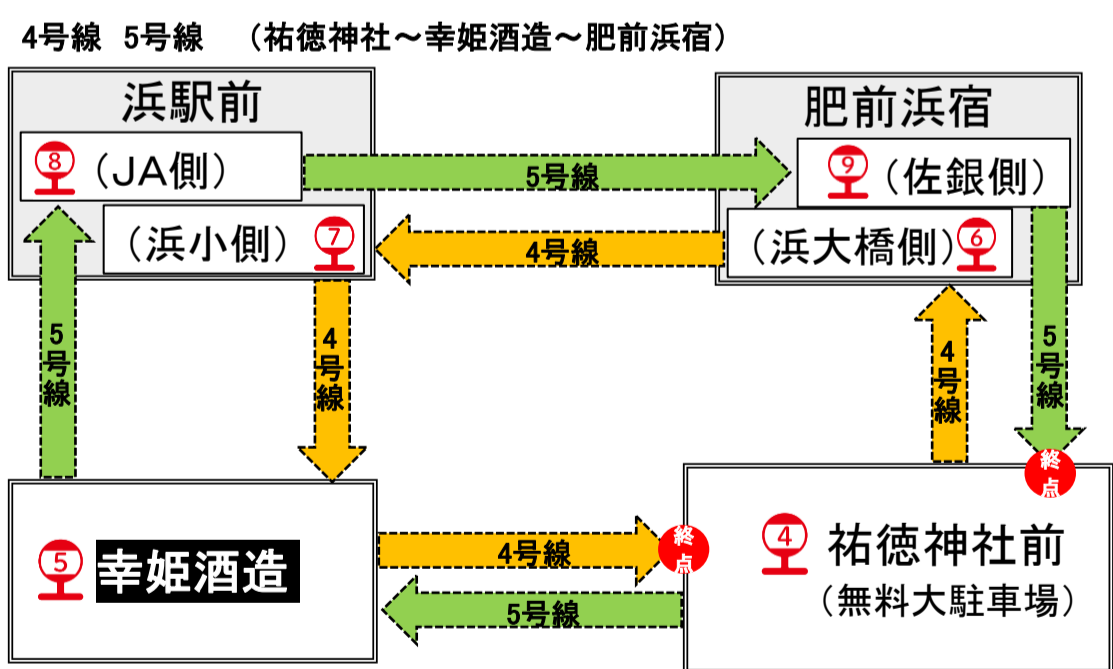 4号線 5号線 （祐徳神社～幸姫酒造～肥前浜宿）
浜駅前
8 （JA側）
（浜小側） 7
5号線
4号線
肥前浜宿
9 （佐銀側）
（浜大橋側） 6
5号線
4号線
4号線
5号線
終点
5 幸姫酒造
4号線
終点
5号線
4 祐徳神社前
（無料大駐車場）